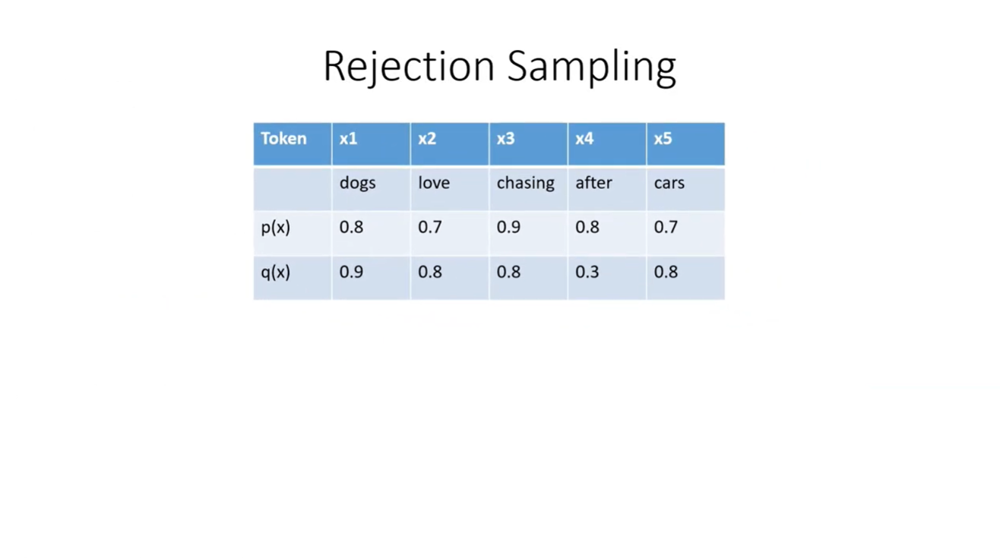 Rejection Sampling
Token x1 x2 x3 x4 x5
dogs love chasing after cars
p(x) 0.8 0.7 0.9 0.8 0.7
q(x) 0.9 0.8 0.8 0.3 0.8